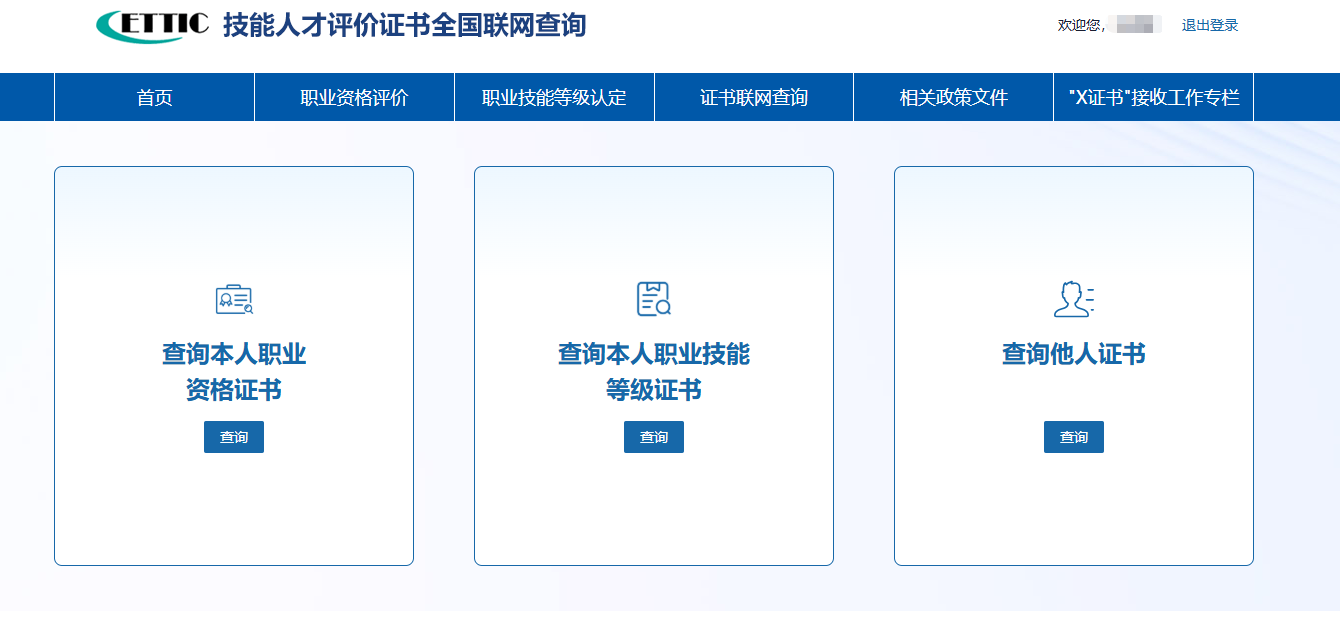 ETTIC 技能人才评价证书全国联网查询
欢迎您,
退出登录
首页
职业资格评价
职业技能等级认定
证书联网查询
相关政策文件
"X证书"接收工作专栏
查询本人职业
资格证书
查询
查询本人职业技能
等级证书
查询
查询他人证书
查询